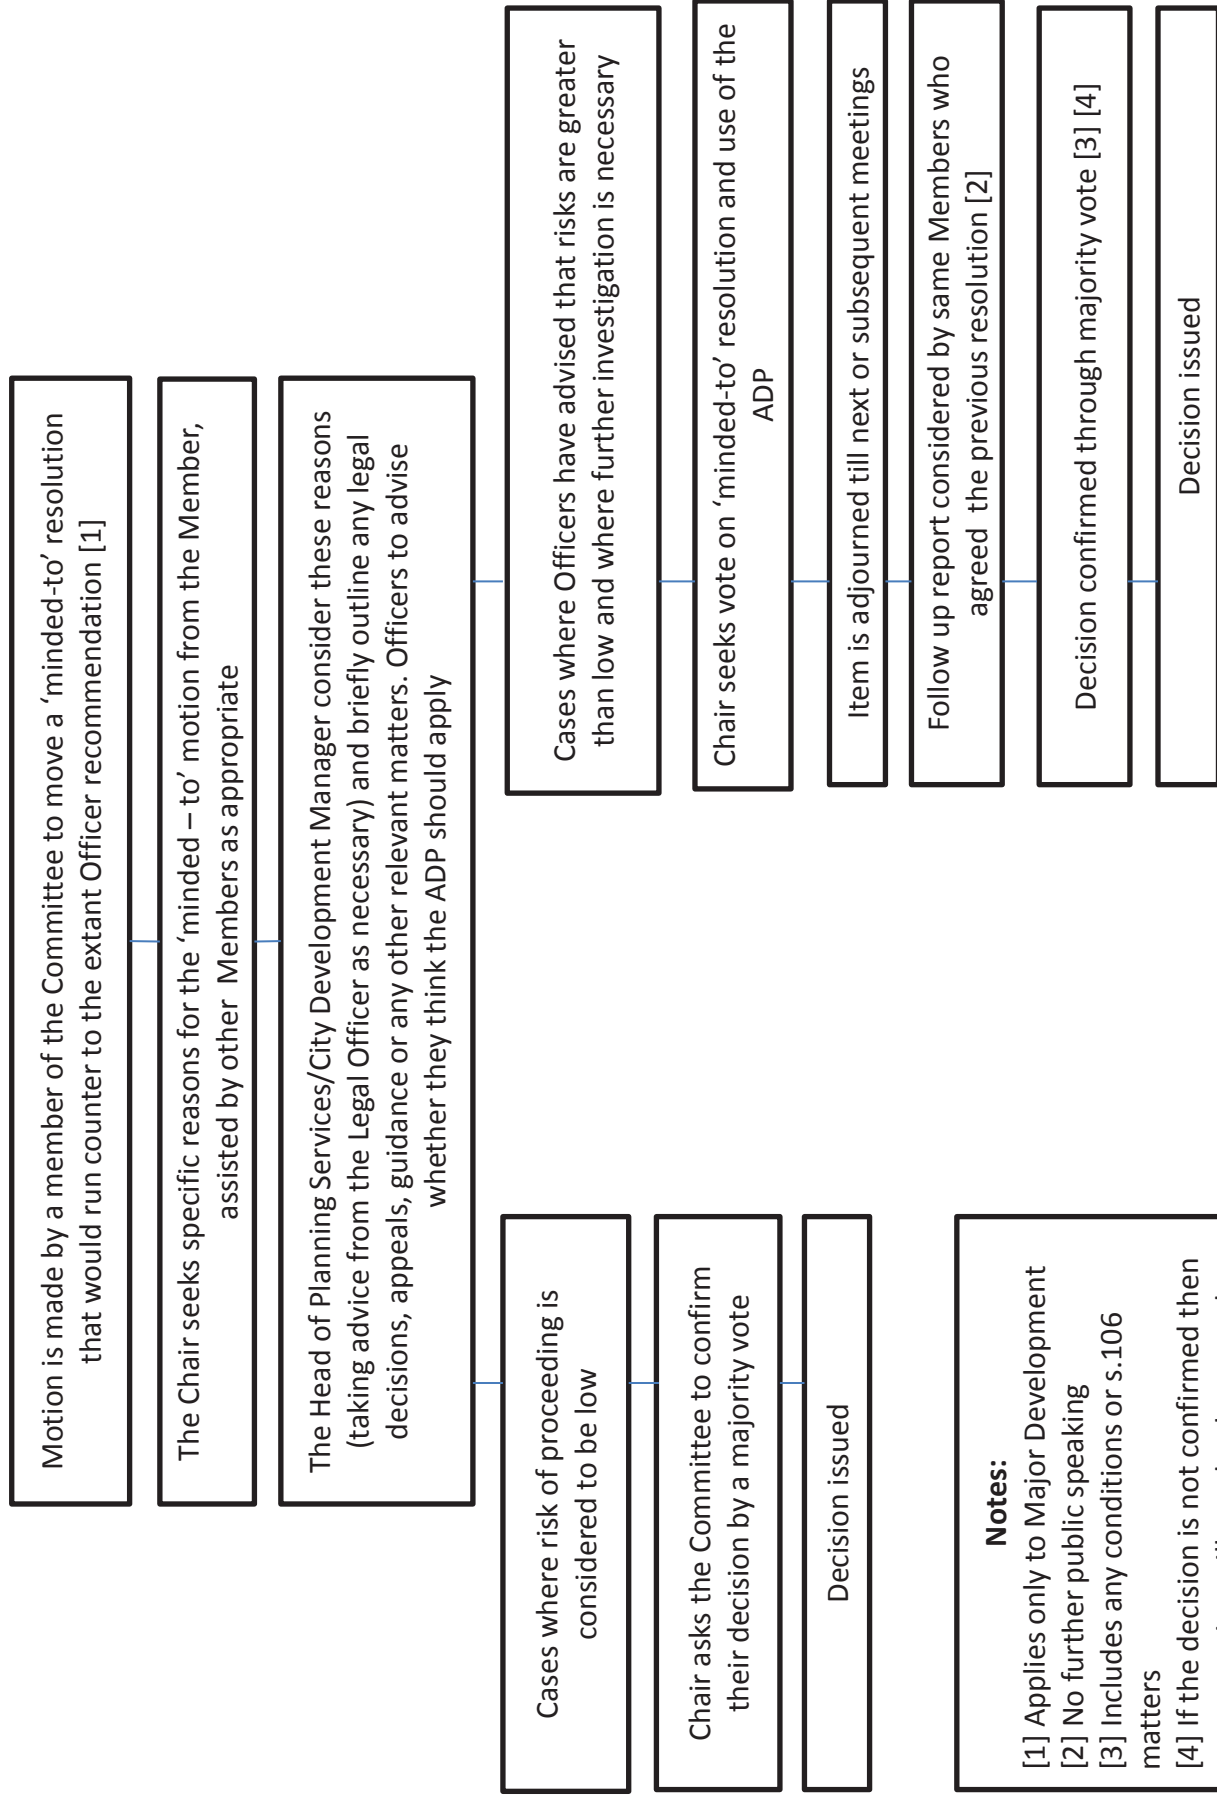 Motion is made by a member of the Committee to move a ‘minded-to’ resolution
that would run counter to the extant Officer recommendation [1]
The Chair seeks specific reasons for the ‘minded – to’ motion from the Member,
assisted by other Members as appropriate
The Head of Planning Services/City Development Manager consider these reasons
(taking advice from the Legal Officer as necessary) and briefly outline any legal
decisions, appeals, guidance or any other relevant matters. Officers to advise
whether they think the ADP should apply
Cases where risk of proceeding is
considered to be low
Chair asks the Committee to confirm
their decision by a majority vote
Decision issued
Cases where Officers have advised that risks are greater
than low and where further investigation is necessary
Chair seeks vote on ‘minded-to’ resolution and use of the
ADP
Item is adjourned till next or subsequent meetings
Follow up report considered by same Members who
agreed the previous resolution [2]
Decision confirmed through majority vote [3] [4]
Decision issued
Notes:
[1] Applies only to Major Development
[2] No further public speaking
[3] Includes any conditions or s.106
matters
[4] If the decision is not confirmed then